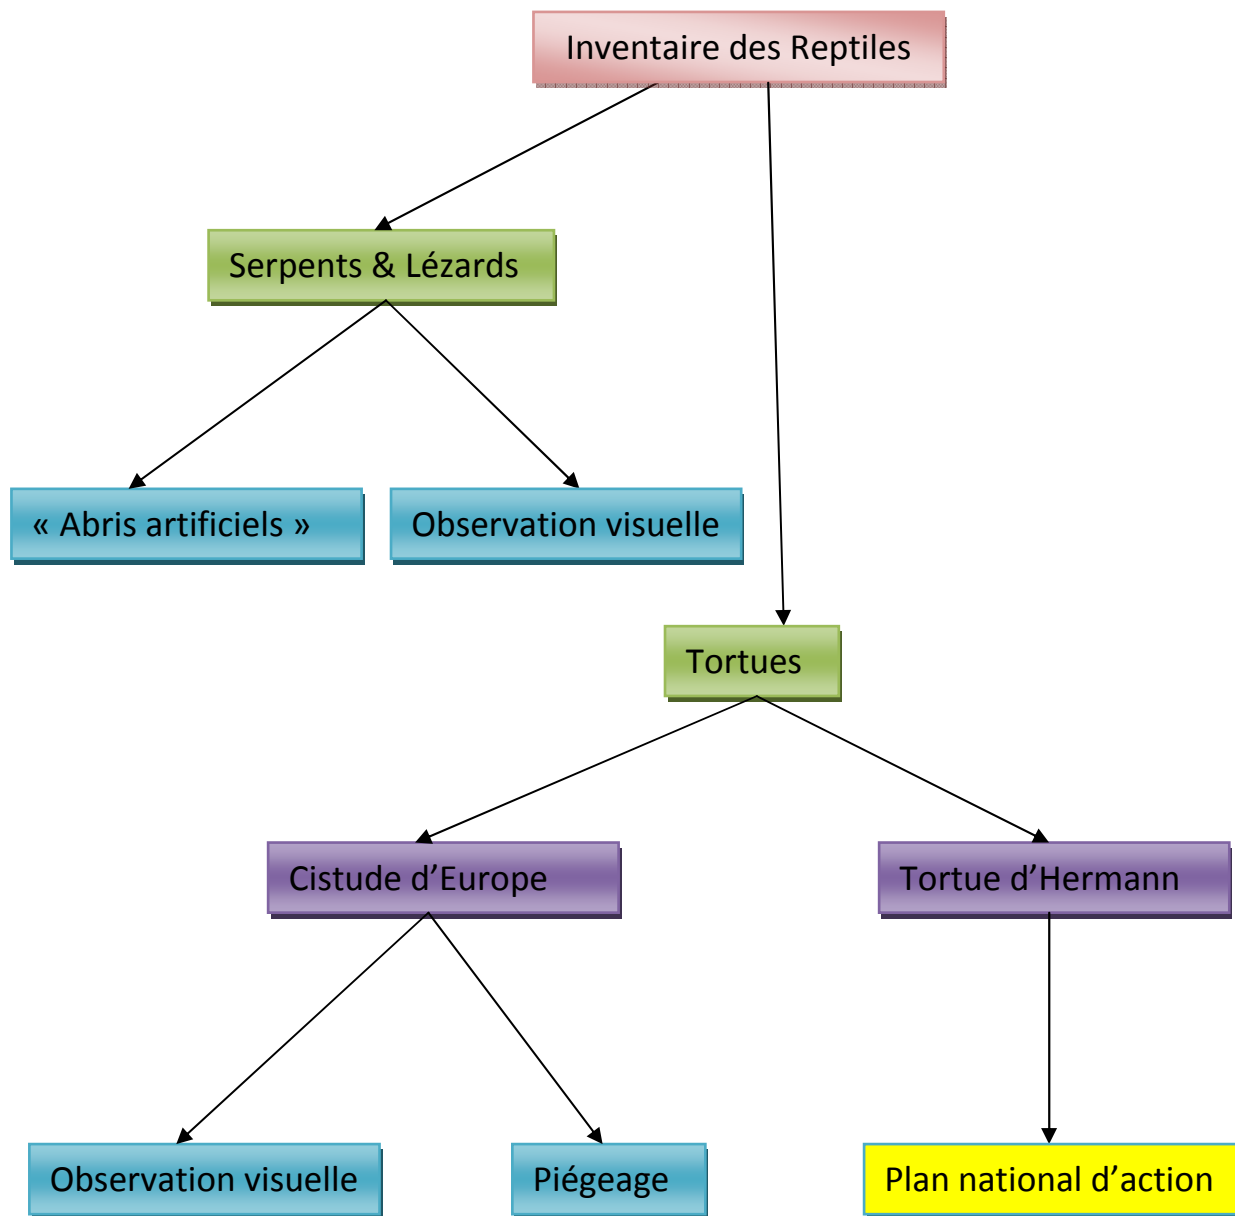 Inventaire des Reptiles
Serpents & Lézards
« Abris artificiels »
Observation visuelle
Tortues
Cistude d’Europe
Tortue d’Hermann
Observation visuelle
Piégeage
Plan national d’action